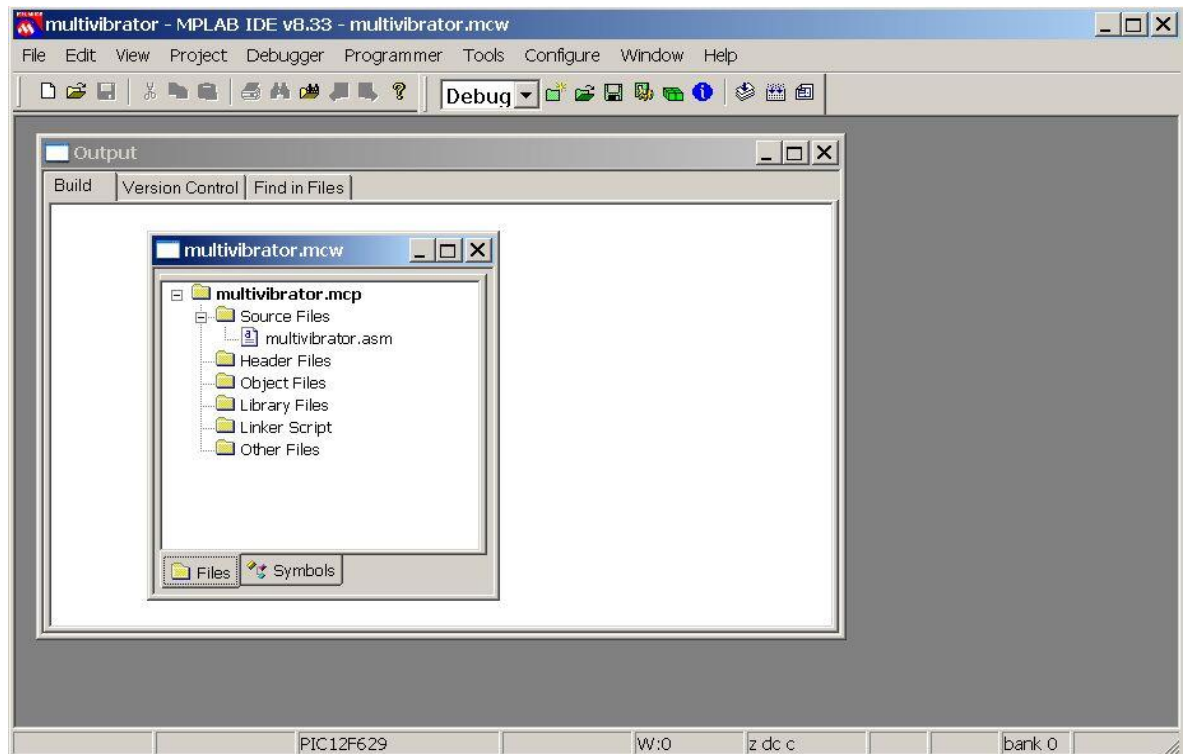 multivibrator - MPLAB IDE v8.33 - multivibrator.mcw
File Edit View Project Debugger Programmer Tools Configure Window Help
Debug
Output
Build Version Control Find in Files
multivibrator.mcw
multivibrator.mcp
Source Files
multivibrator.asm
Header Files
Object Files
Library Files
Linker Script
Other Files
Files Symbols
PIC12F629 W:0 z dc c bank 0